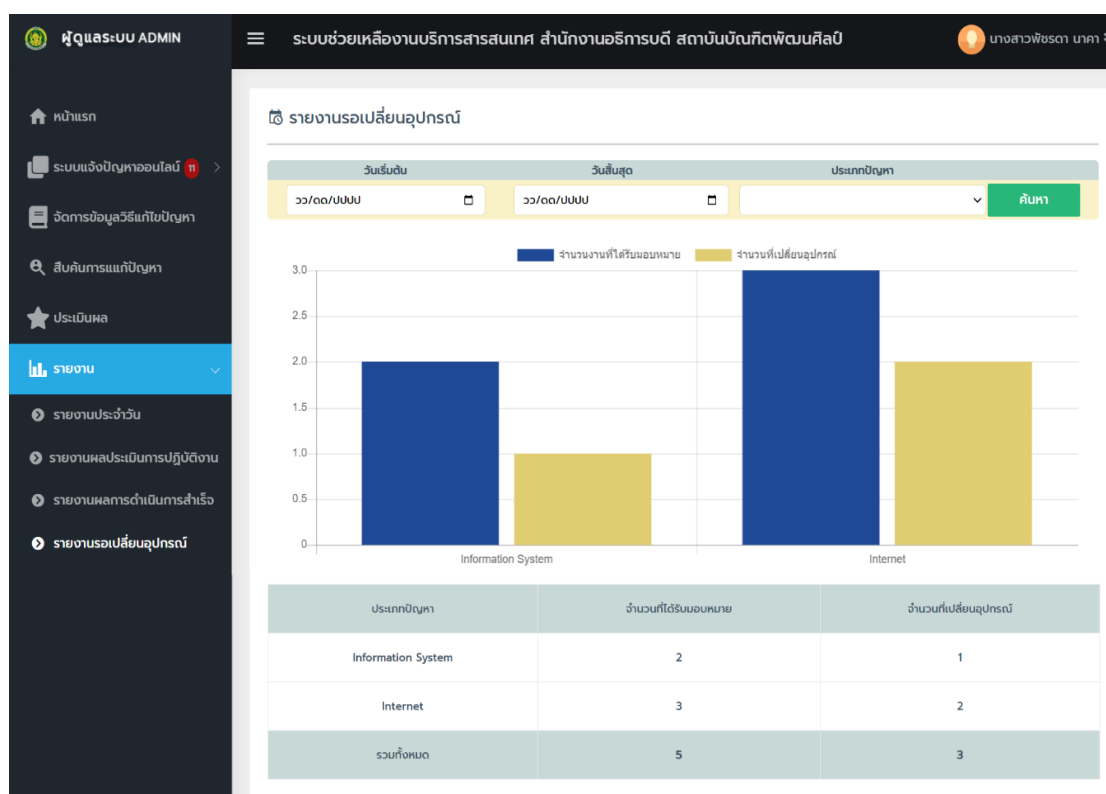 ผู้ดูแลระบบ ADMIN
ระบบช่วยเหลืองานบริการสารสนเทศ สำนักงานอธิการบดี สถาบันบัณฑิตพัฒนศิลป์
นางสาวพัชรดา นาคา
หน้าแรก
ระบบแจ้งปัญหาออนไลน์ 11
จัดการข้อมูลวิธีแก้ไขปัญหา
สืบค้นการแแก้ปัญหา
ประเมินผล
รายงาน
รายงานประจำวัน
รายงานผลประเมินการปฏิบัติงาน
รายงานผลการดำเนินการสำเร็จ
รายงานรอเปลี่ยนอุปกรณ์
รายงานรอเปลี่ยนอุปกรณ์
วันเริ่มต้น วันสิ้นสุด ประเภทปัญหา
วว/ดด/ปปปป วว/ดด/ปปปป ค้นหา
จำนวนงานที่ได้รับมอบหมาย จำนวนที่เปลี่ยนอุปกรณ์
3.0
2.5
2.0
1.5
1.0
0.5
0
Information System Internet
ประเภทปัญหา จำนวนที่ได้รับมอบหมาย จำนวนที่เปลี่ยนอุปกรณ์
Information System 2 1
Internet 3 2
รวมทั้งหมด 5 3